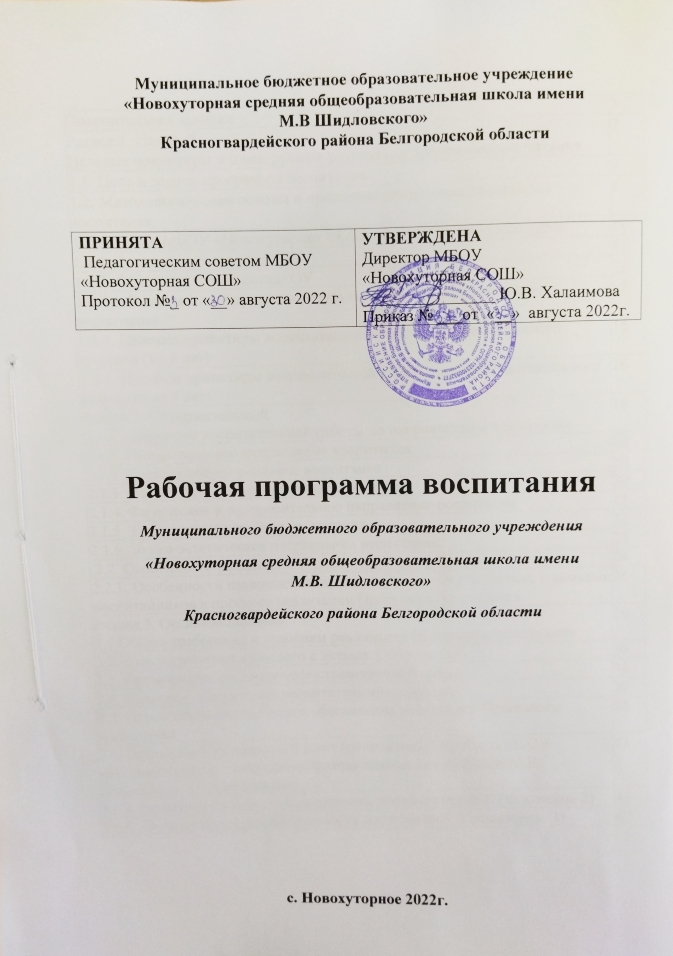 Муниципальное бюджетное образовательное учреждение
«Новохуторная средняя общеобразовательная школа имени
М.В Шидловского»
Красногвардейского района Белгородской области
ПРИНЯТА
Педагогическим советом МБОУ
«Новохуторная СОШ»
Протокол № от «30» августа 2022 г.
УТВЕРЖДЕНА
Директор МБОУ
«Новохуторная СОШ»
Ю.В. Халаимова
Приказ № от « » августа 2022г.
Рабочая программа воспитания
Муниципального бюджетного образовательного учреждения
«Новохуторная средняя общеобразовательная школа имени
М.В. Шидловского»
Красногвардейского района Белгородской области
с. Новохуторное 2022г.